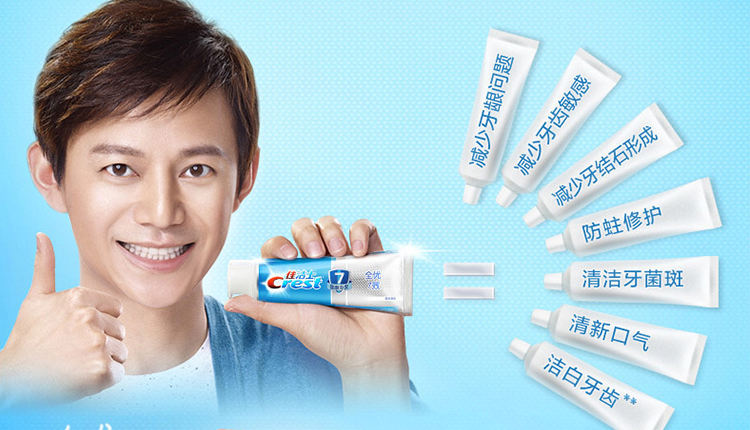 佳洁士
Crest
7
全优
7效
减少牙龈问题
减少牙齿敏感
减少牙结石形成
防蛀修护
清洁牙菌斑
清新口气
洁白牙齿**